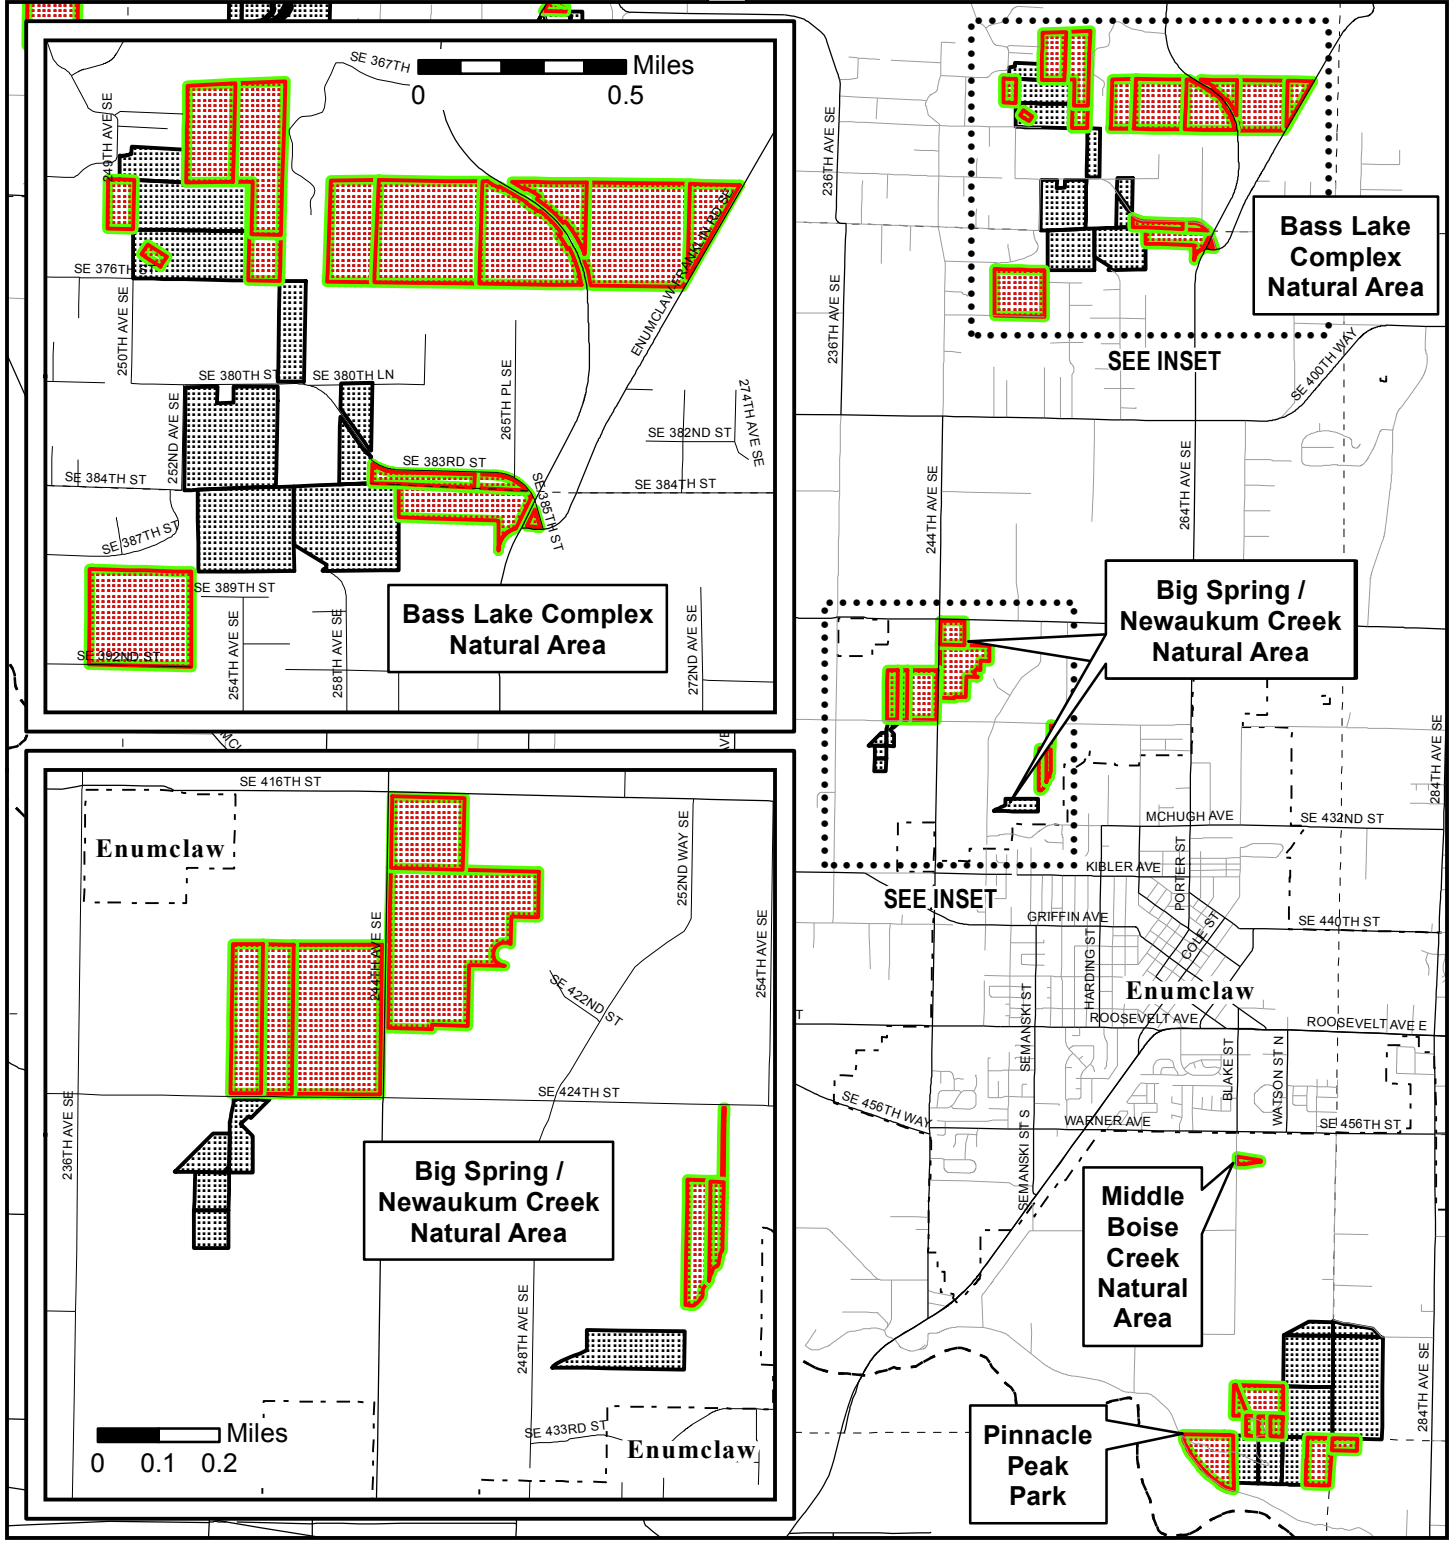 SE 367TH
Miles
0
0.5
249TH AVE SE
SE 376TH ST
250TH AVE SE
ENUMCLAW-FRANKLIN RD SE
SE 380TH ST
SE 380TH LN
265TH PL SE
252ND AVE SE
274TH AVE SE
SE 382ND ST
SE 383RD ST
SE 384TH ST
SE 384TH ST
SE 385TH ST
SE 387TH ST
SE 389TH ST
SE 392ND ST
254TH AVE SE
258TH AVE SE
272ND AVE SE
Bass Lake Complex
Natural Area
SE 416TH ST
Enumclaw
252ND WAY SE
244TH AVE SE
254TH AVE SE
SE 422ND ST
SE 424TH ST
236TH AVE SE
Big Spring /
Newaukum Creek
Natural Area
248TH AVE SE
SE 433RD ST
Enumclaw
Miles
0
0.1
0.2
236TH AVE SE
236TH AVE SE
Bass Lake
Complex
Natural Area
SEE INSET
SE 400TH WAY
244TH AVE SE
264TH AVE SE
Big Spring /
Newaukum Creek
Natural Area
284TH AVE SE
MCHUGH AVE
SE 432ND ST
KIBLER AVE
PORTER ST
SEE INSET
GRIFFIN AVE
SE 440TH ST
COLE ST
HARDING ST
Enumclaw
SEMANSKI ST
ROOSEVELT AVE
ROOSEVELT AVE E
BLAKE ST
WATSON ST N
SE 456TH WAY
WARNER AVE
SE 456TH ST
SEMANSKI ST S
Middle
Boise
Creek
Natural
Area
284TH AVE SE
Pinnacle
Peak
Park